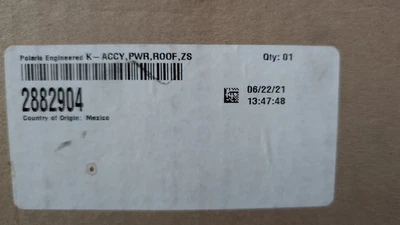 Polaris Engineered K-ACCY,PWR,ROOF,ZS Qty: 01
2882904
06/22/21
13:47:48
Country of Origin: Mexico